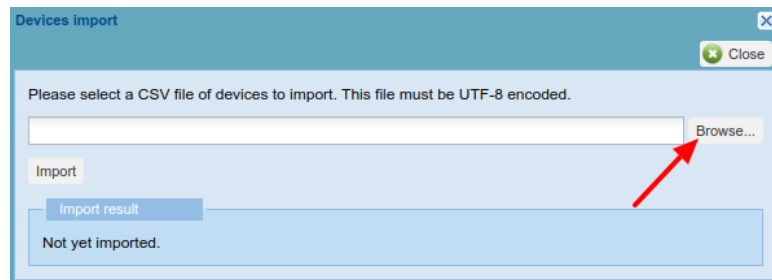 Devices import
Close
Please select a CSV file of devices to import. This file must be UTF-8 encoded.
Browse...
Import
Import result
Not yet imported.